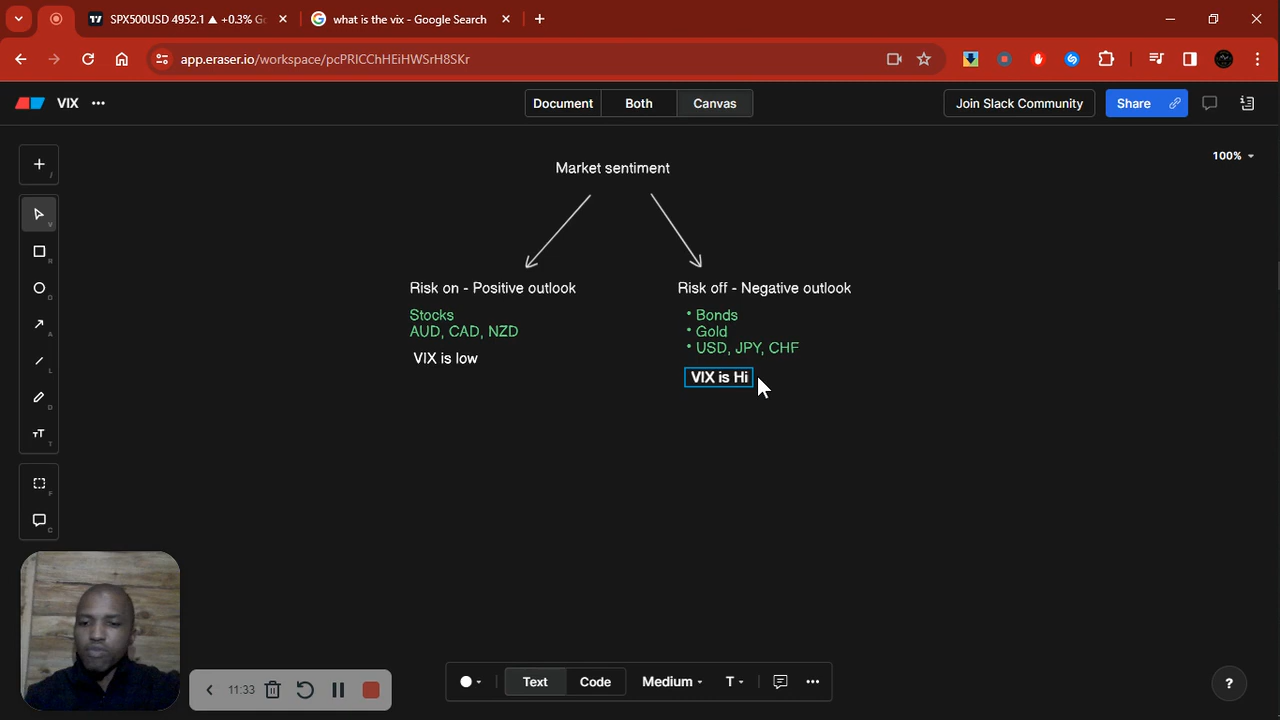 SPX500USD 4952.1 ▲ +0.3% Go
what is the vix - Google Search
app.eraser.io/workspace/pcPRICChHEiHWSrH8SKr
VIX
Document
Both
Canvas
Join Slack Community
Share
100%
Market sentiment
Risk on - Positive outlook
Risk off - Negative outlook
Stocks
AUD, CAD, NZD
VIX is low
• Bonds
• Gold
• USD, JPY, CHF
VIX is Hi
/
V
R
O
A
L
D
T
F
C
11:33
Text
Code
Medium
T
?